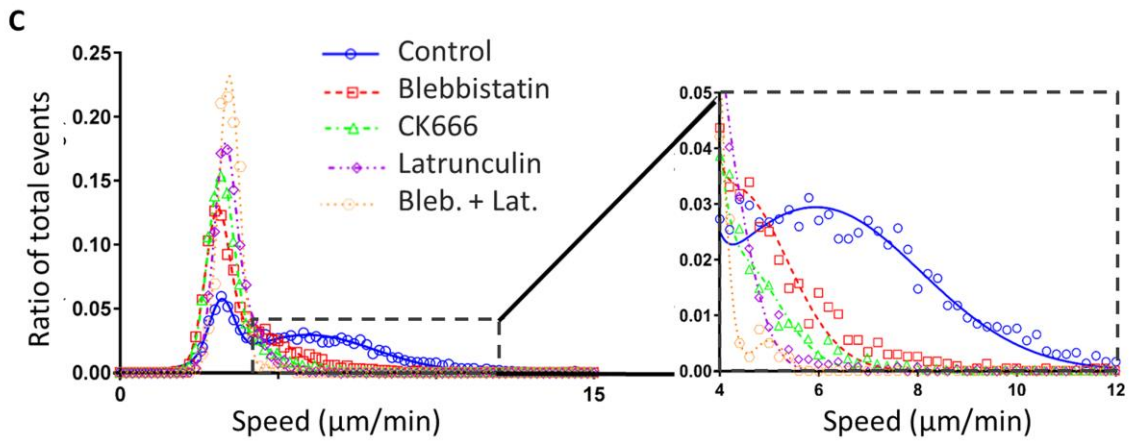 C
0.25
0.20
0.15
0.10
0.05
0.00
Ratio of total events
Control
Blebbistatin
CK666
Latrunculin
Bleb. + Lat.
0
15
Speed (µm/min)
0.05
0.04
0.03
0.02
0.01
0.00
4
6
8
10
12
Speed (µm/min)